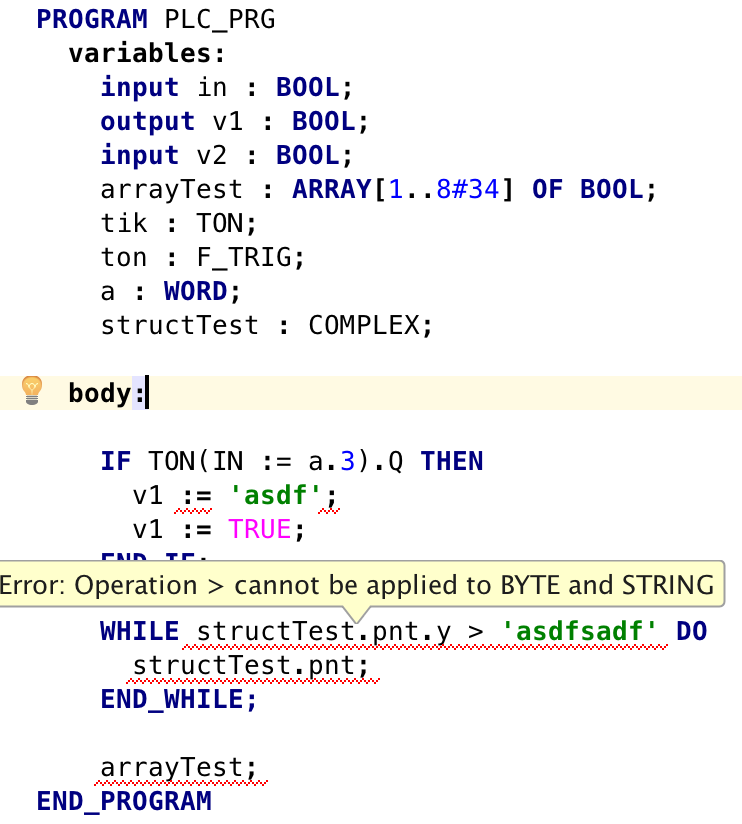 PROGRAM PLC_PRG
variables:
input in : BOOL;
output v1 : BOOL;
input v2 : BOOL;
arrayTest : ARRAY[1..8#34] OF BOOL;
tik : TON;
ton : F_TRIG;
a : WORD;
structTest : COMPLEX;
body:
IF TON(IN := a.3).Q THEN
v1 := 'asdf';
v1 := TRUE;
END_IF;
Error: Operation > cannot be applied to BYTE and STRING
WHILE structTest.pnt.y > 'asdfsadf' DO
structTest.pnt;
END_WHILE;
arrayTest;
END_PROGRAM